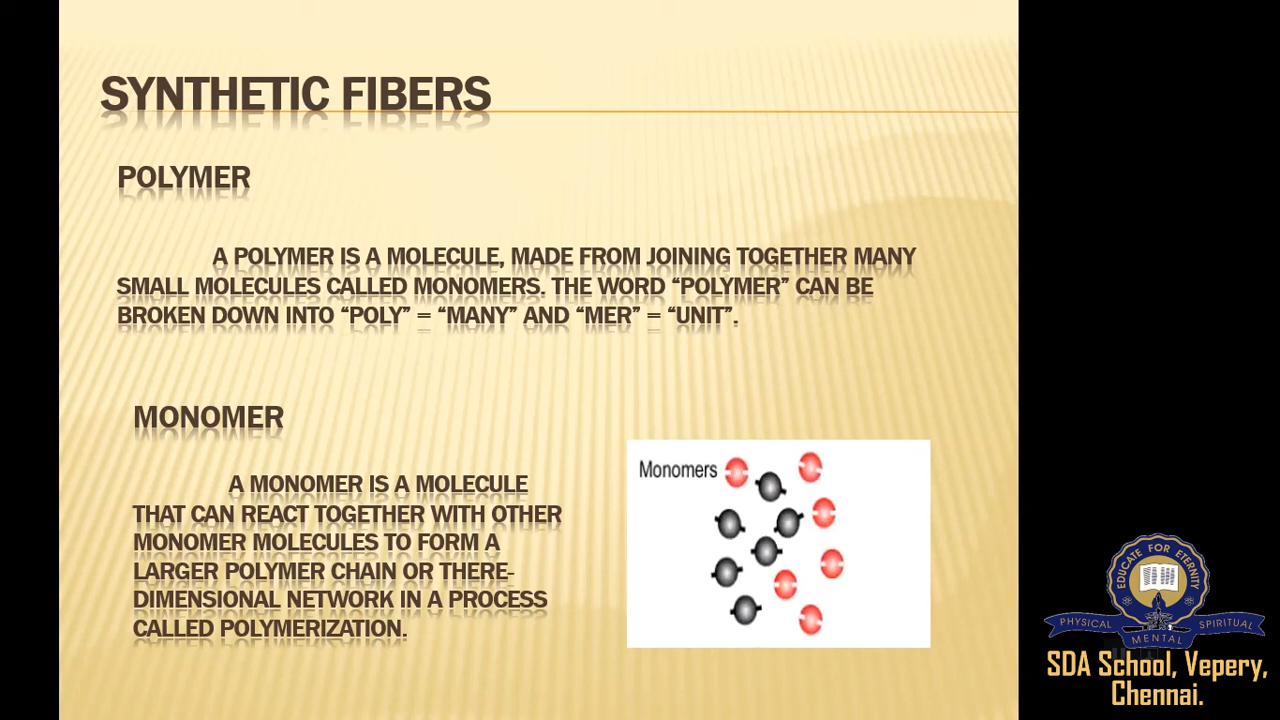 SYNTHETIC FIBERS
POLYMER
A POLYMER IS A MOLECULE, MADE FROM JOINING TOGETHER MANY
SMALL MOLECULES CALLED MONOMERS. THE WORD “POLYMER” CAN BE
BROKEN DOWN INTO “POLY” = “MANY” AND “MER” = “UNIT”.
MONOMER
A MONOMER IS A MOLECULE
THAT CAN REACT TOGETHER WITH OTHER
MONOMER MOLECULES TO FORM A
LARGER POLYMER CHAIN OR THERE-
DIMENSIONAL NETWORK IN A PROCESS
CALLED POLYMERIZATION.
Monomers
EDUCATE FOR ETERNITY
PHYSICAL
MENTAL
SPIRITUAL
SDA School, Vepery,
Chennai.